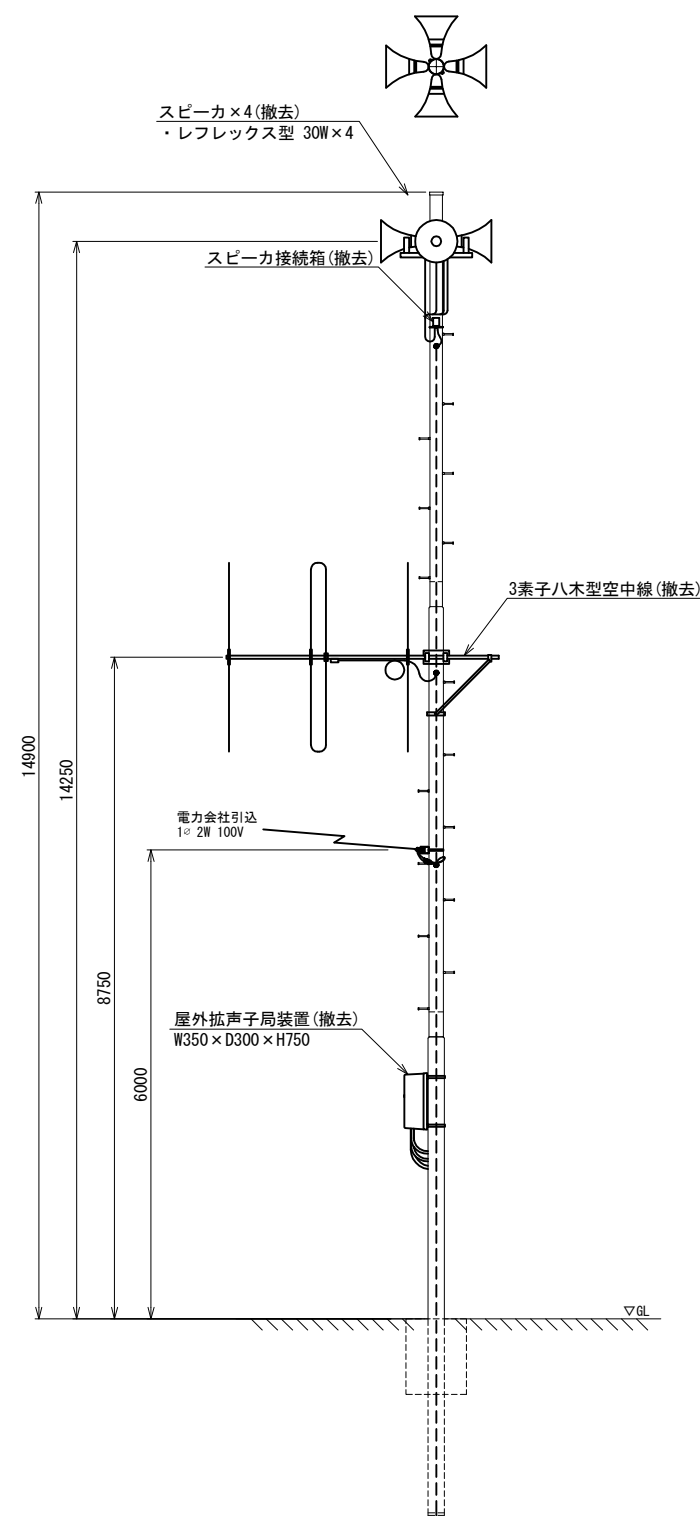 スピーカ×4(撤去)
・レフレックス型 30W×4
スピーカ接続箱(撤去)
3素子八木型空中線(撤去)
14900
14250
電力会社引込
1∅ 2W 100V
8750
屋外拡声子局装置(撤去)
W350×D300×H750
6000
▽GL